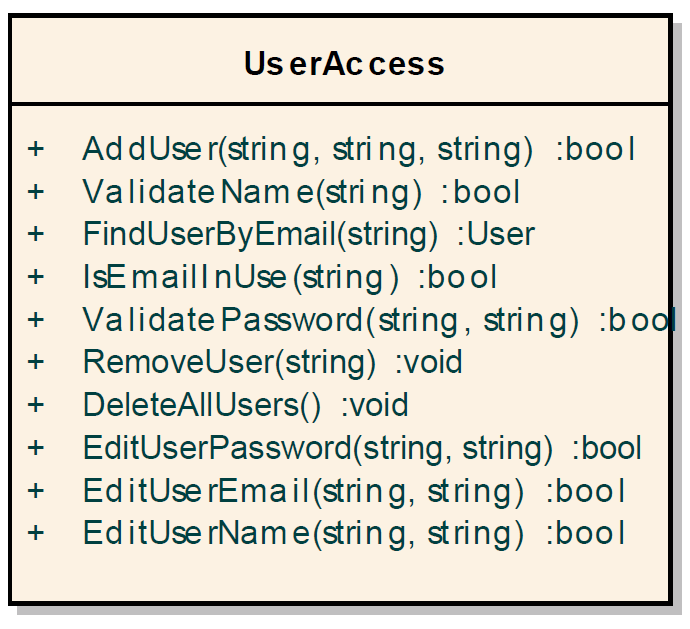 UserAccess
+ AddUser(string, string, string) :bool
+ ValidateName(string) :bool
+ FindUserByEmail(string) :User
+ IsEmailInUse(string) :bool
+ ValidatePassword(string, string) :bool
+ RemoveUser(string) :void
+ DeleteAllUsers() :void
+ EditUserPassword(string, string) :bool
+ EditUserEmail(string, string) :bool
+ EditUserName(string, string) :bool